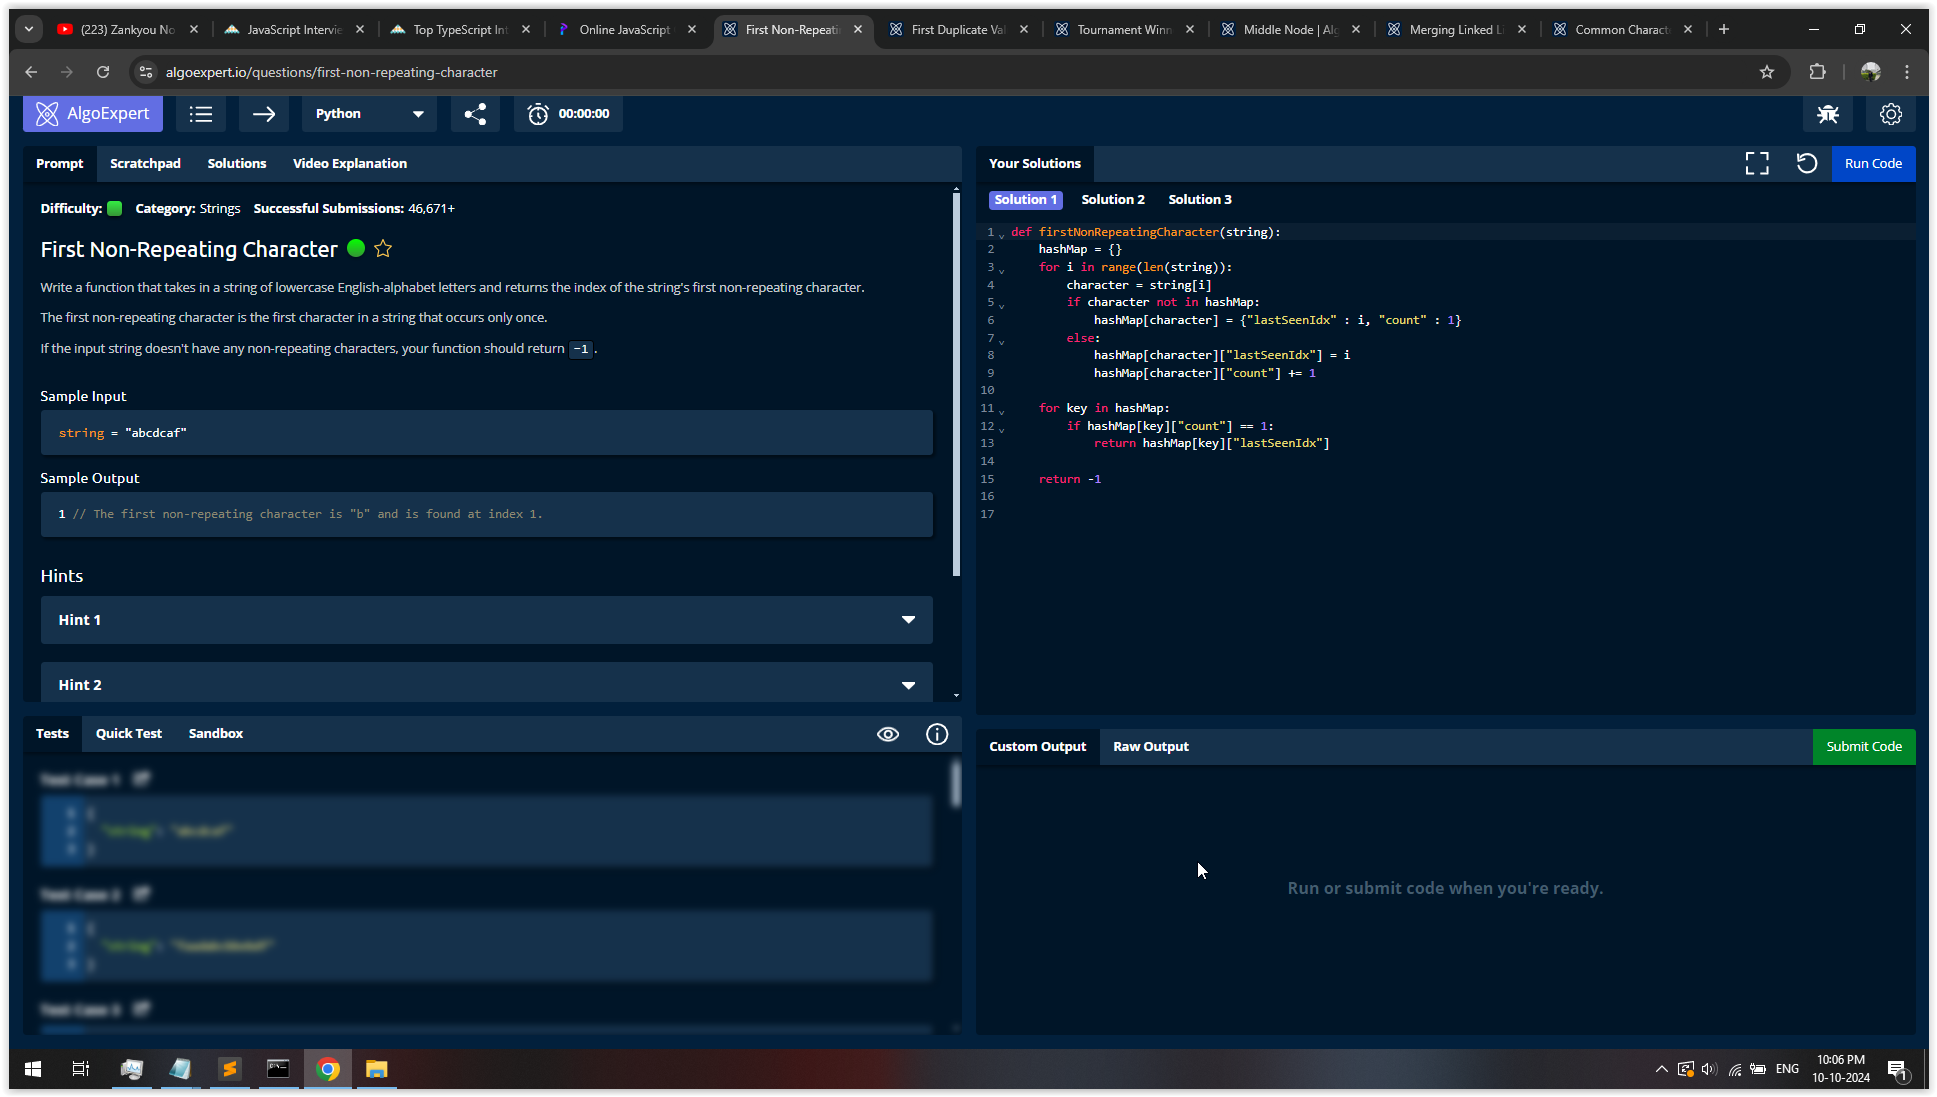 (223) Zankyou No
JavaScript Intervie
Top TypeScript Int
Online JavaScript
First Non-Repeati
First Duplicate Val
Tournament Winn
Middle Node | Alg
Merging Linked Li
Common Charact
algoexpert.io/questions/first-non-repeating-character
AlgoExpert
Python
00:00:00
Prompt
Scratchpad
Solutions
Video Explanation
Difficulty:
Category: Strings
Successful Submissions: 46,671+
First Non-Repeating Character
Write a function that takes in a string of lowercase English-alphabet letters and returns the index of the string's first non-repeating character.
The first non-repeating character is the first character in a string that occurs only once.
If the input string doesn't have any non-repeating characters, your function should return -1 .
Sample Input
string = "abcdcaf"
Sample Output
1 // The first non-repeating character is "b" and is found at index 1.
Hints
Hint 1
Hint 2
Tests
Quick Test
Sandbox
Test Case 1
"string": "abcdcaf"
Test Case 2
Test Case 3
Your Solutions
Run Code
Solution 1
Solution 2
Solution 3
1 def firstNonRepeatingCharacter(string):
2 hashMap = {}
3 for i in range(len(string)):
4 character = string[i]
5 if character not in hashMap:
6 hashMap[character] = {"lastSeenIdx" : i, "count" : 1}
7 else:
8 hashMap[character]["lastSeenIdx"] = i
9 hashMap[character]["count"] += 1
10
11 for key in hashMap:
12 if hashMap[key]["count"] == 1:
13 return hashMap[key]["lastSeenIdx"]
14
15 return -1
16
17
Custom Output
Raw Output
Submit Code
Run or submit code when you're ready.
ENG
10:06 PM
10-10-2024
1